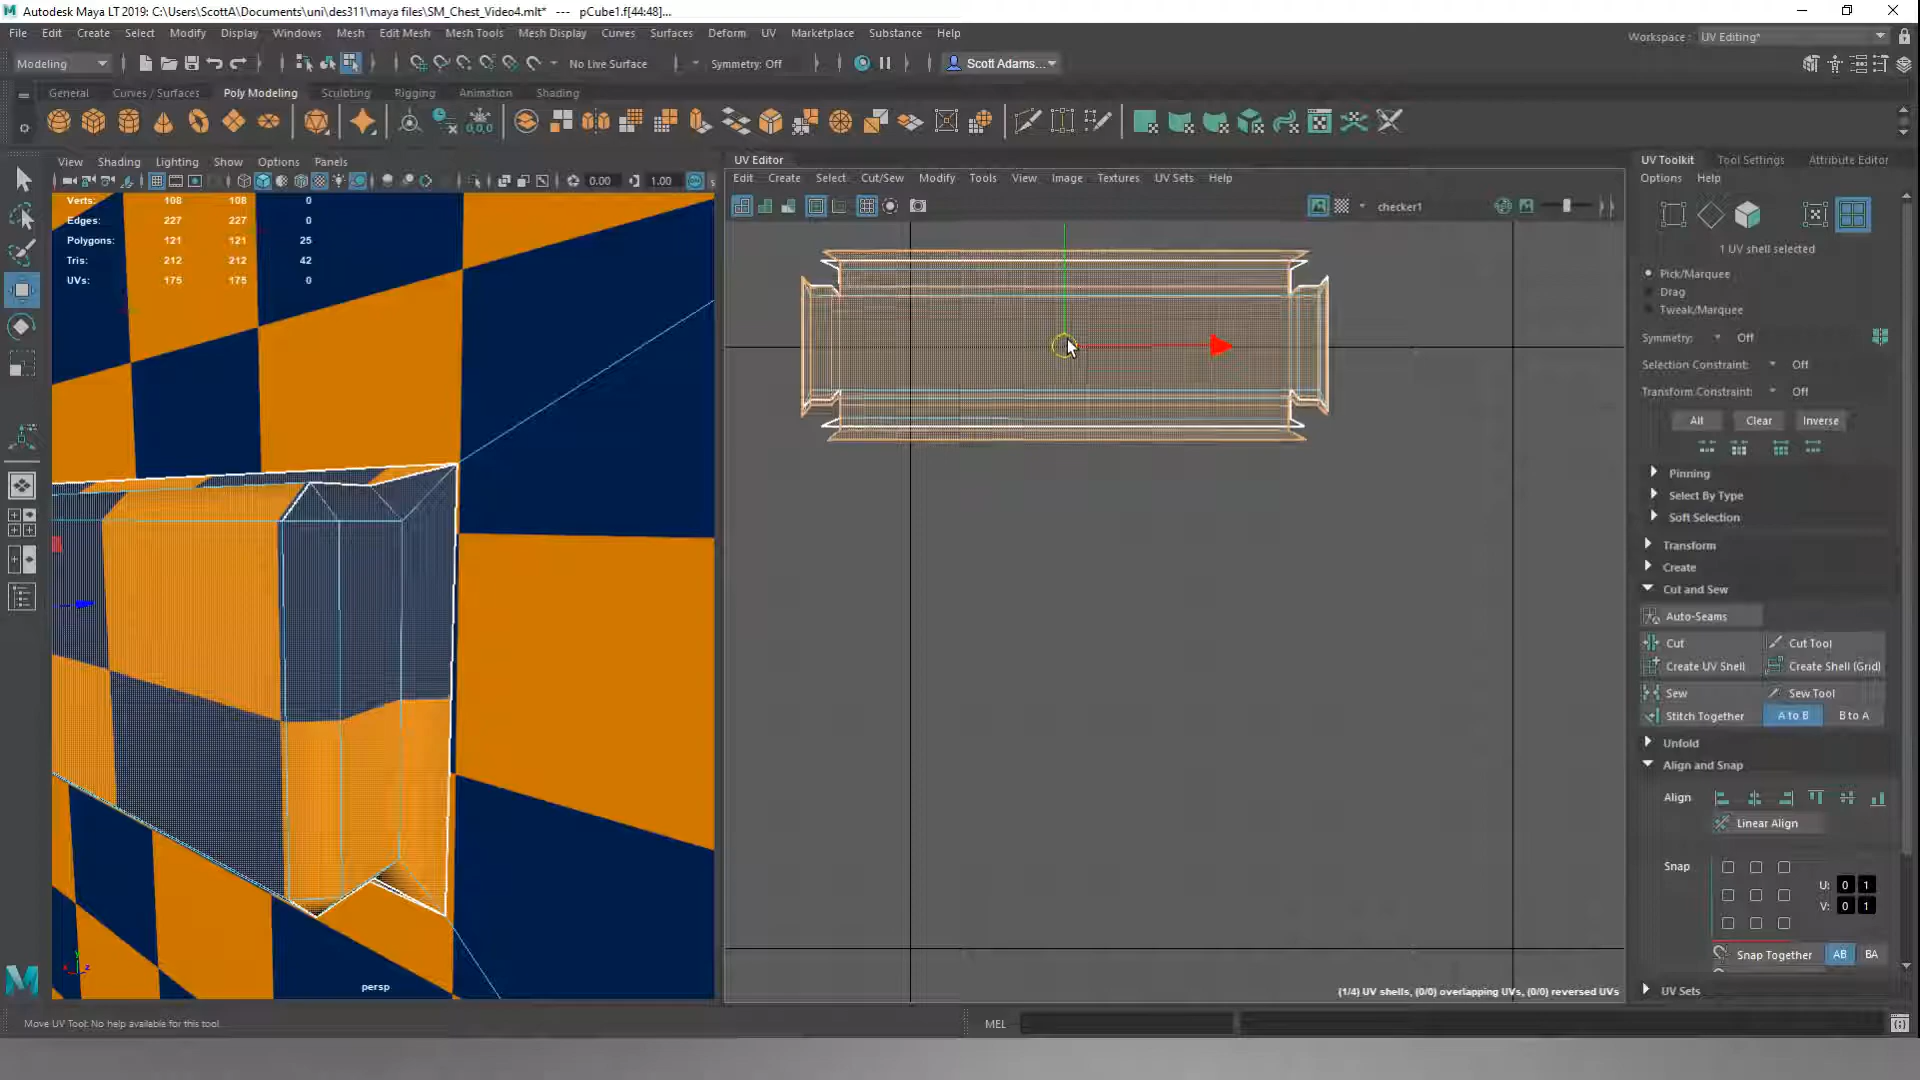 Autodesk Maya LT 2019: C:\Users\ScottA\Documents\uni\des311\maya files\SM_Chest_Video4.mlt* --- pCube1.f[44:48]...
File Edit Create Select Modify Display Windows Mesh Edit Mesh Mesh Tools Mesh Display Curves Surfaces Deform UV Marketplace Substance Help
Workspace : UV Editing*
Modeling No Live Surface Symmetry: Off Scott Adams...
General Curves / Surfaces Poly Modeling Sculpting Rigging Animation Shading
0,0,0
View Shading Lighting Show Options Panels
0.00 1.00
Verts: 108 108 0
Edges: 227 227 0
Polygons: 121 121 25
Tris: 212 212 42
UVs: 175 175 0
persp
UV Editor
Edit Create Select Cut/Sew Modify Tools View Image Textures UV Sets Help
checker1
(1/4) UV shells, (0/0) overlapping UVs, (0/0) reversed UVs
UV Toolkit Tool Settings Attribute Editor
Options Help
1 UV shell selected
Pick/Marquee
Drag
Tweak/Marquee
Symmetry: Off
Selection Constraint: Off
Transform Constraint: Off
All Clear Inverse
Pinning
Select By Type
Soft Selection
Transform
Create
Cut and Sew
Auto-Seams
Cut Cut Tool
Create UV Shell Create Shell (Grid)
Sew Sew Tool
Stitch Together A to B B to A
Unfold
Align and Snap
Align
Linear Align
Snap
U: 0 1
V: 0 1
Snap Together AB BA
UV Sets
Move UV Tool: No help available for this tool
MEL